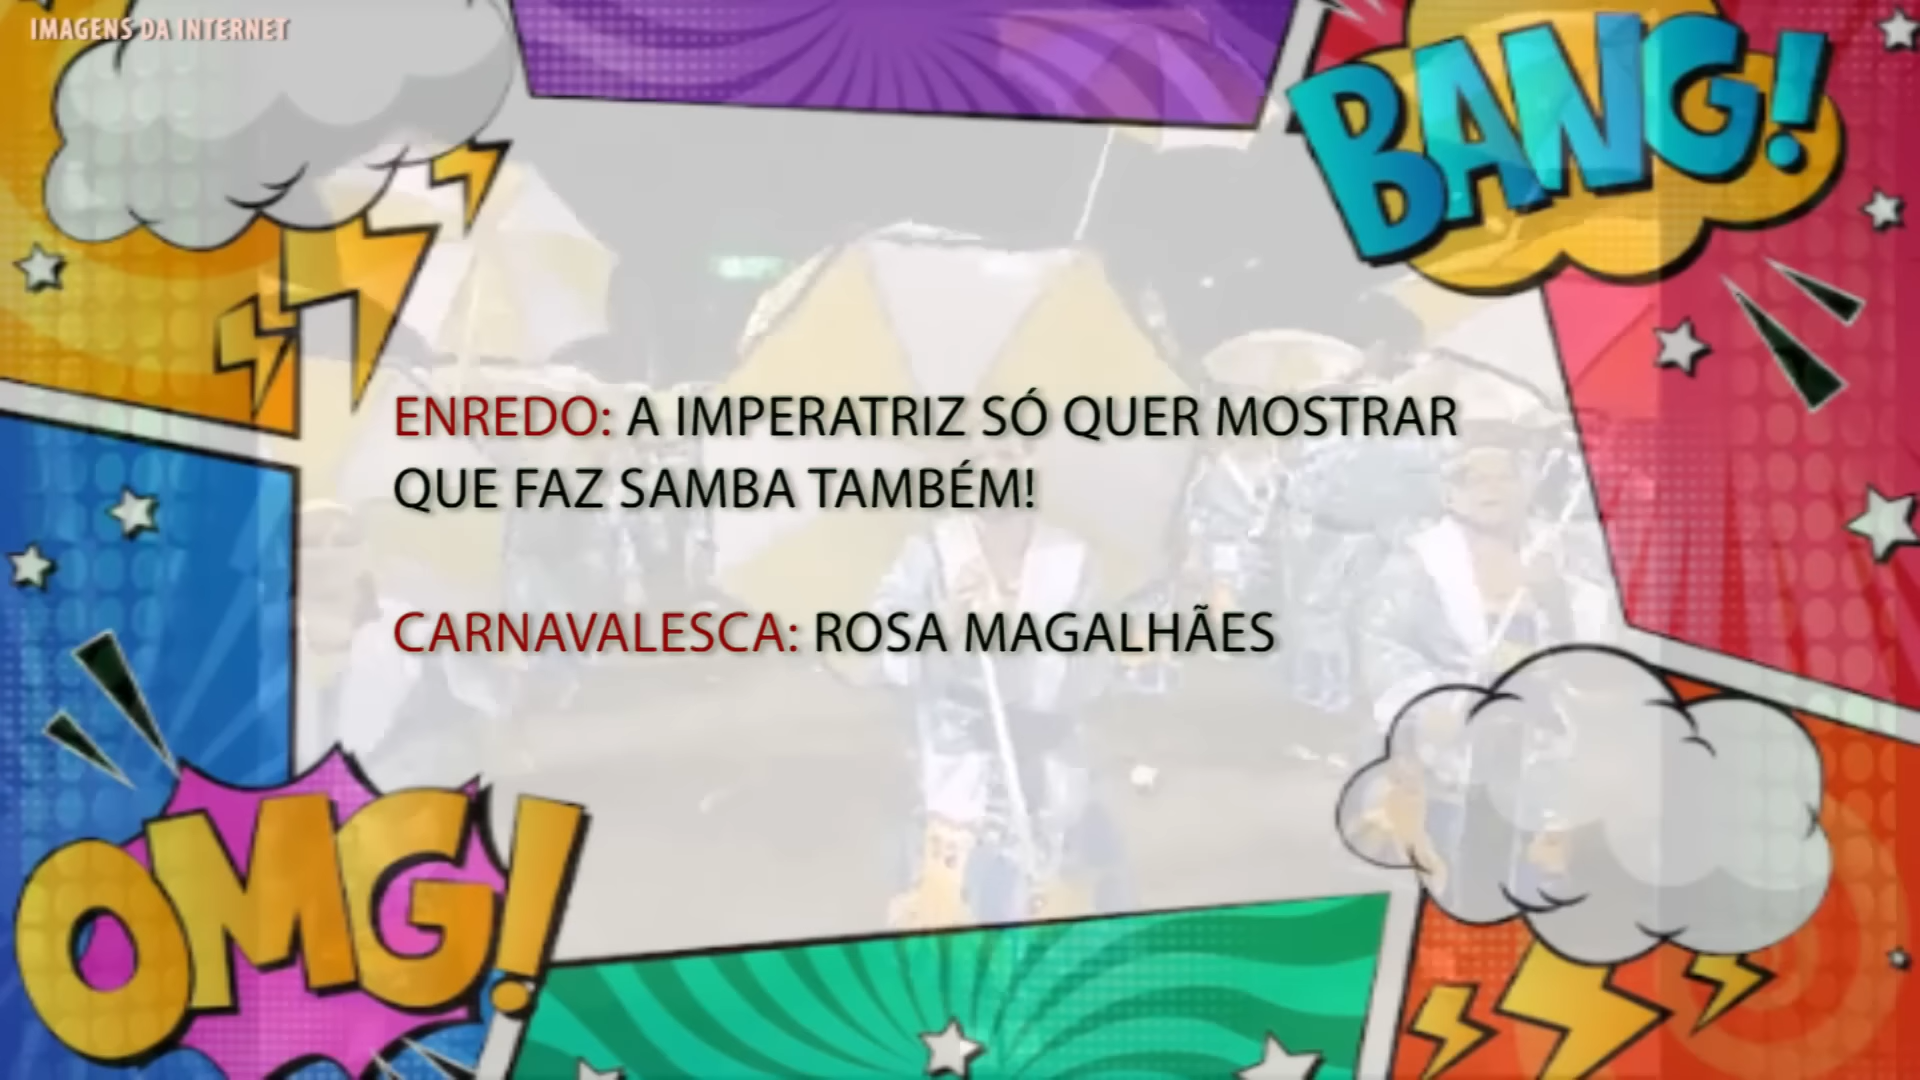 IMAGENS DA INTERNET
BANG!
ENREDO: A IMPERATRIZ SÓ QUER MOSTRAR
QUE FAZ SAMBA TAMBÉM!
CARNAVALESCA: ROSA MAGALHÃES
OMG!